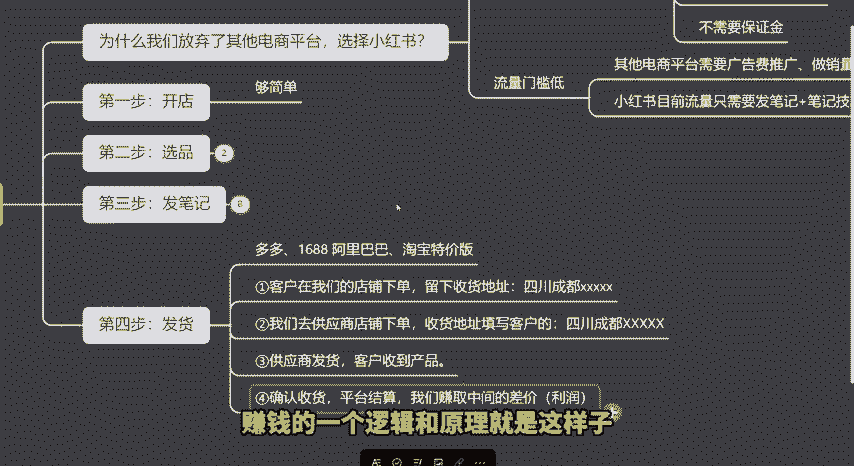 不需要保证金
为什么我们放弃了其他电商平台，选择小红书？
其他电商平台需要广告费推广、做销量
流量门槛低
小红书目前流量只需要发笔记+笔记技
第一步：开店
够简单
第二步：选品
2
第三步：发笔记
8
多多、1688 阿里巴巴、淘宝特价版
①客户在我们的店铺下单，留下收货地址：四川成都xxxxx
第四步：发货
②我们去供应商店铺下单，收货地址填写客户的：四川成都XXXXX
③供应商发货，客户收到产品。
④确认收货，平台结算，我们赚取中间的差价（利润）
赚钱的一个逻辑和原理就是这样子